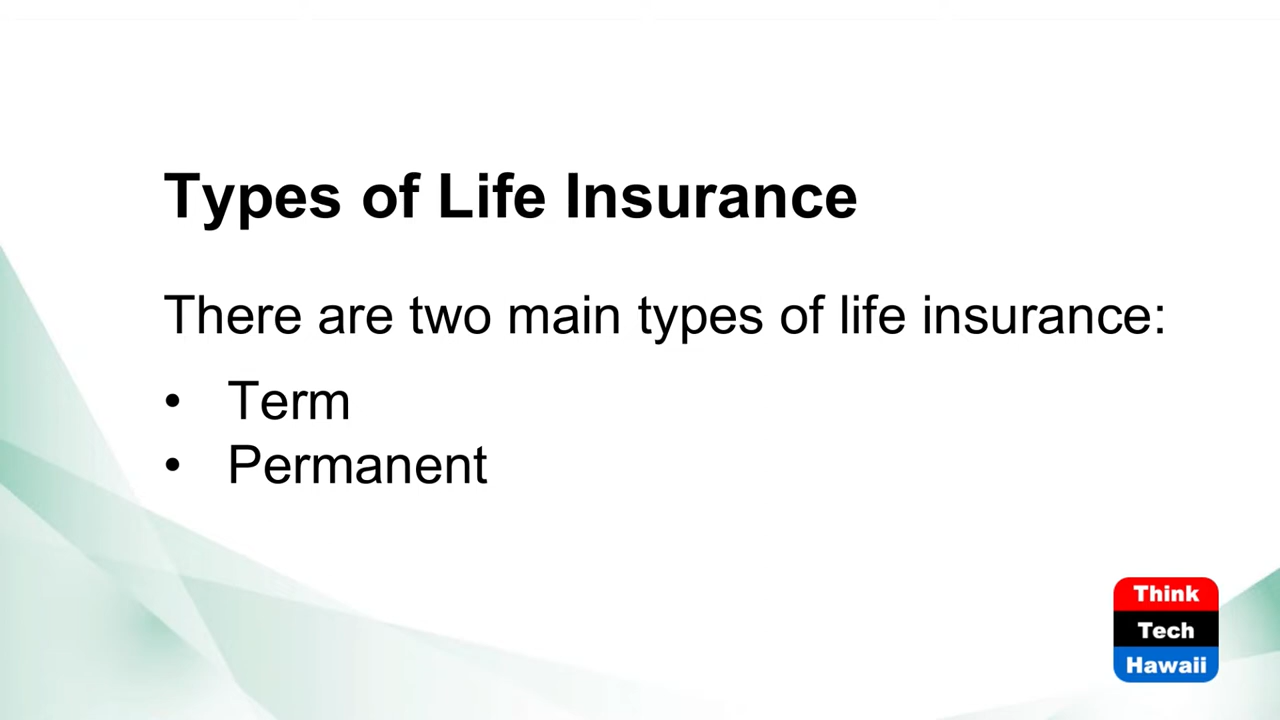 Types of Life Insurance
There are two main types of life insurance:
• Term
• Permanent
Think
Tech
Hawaii